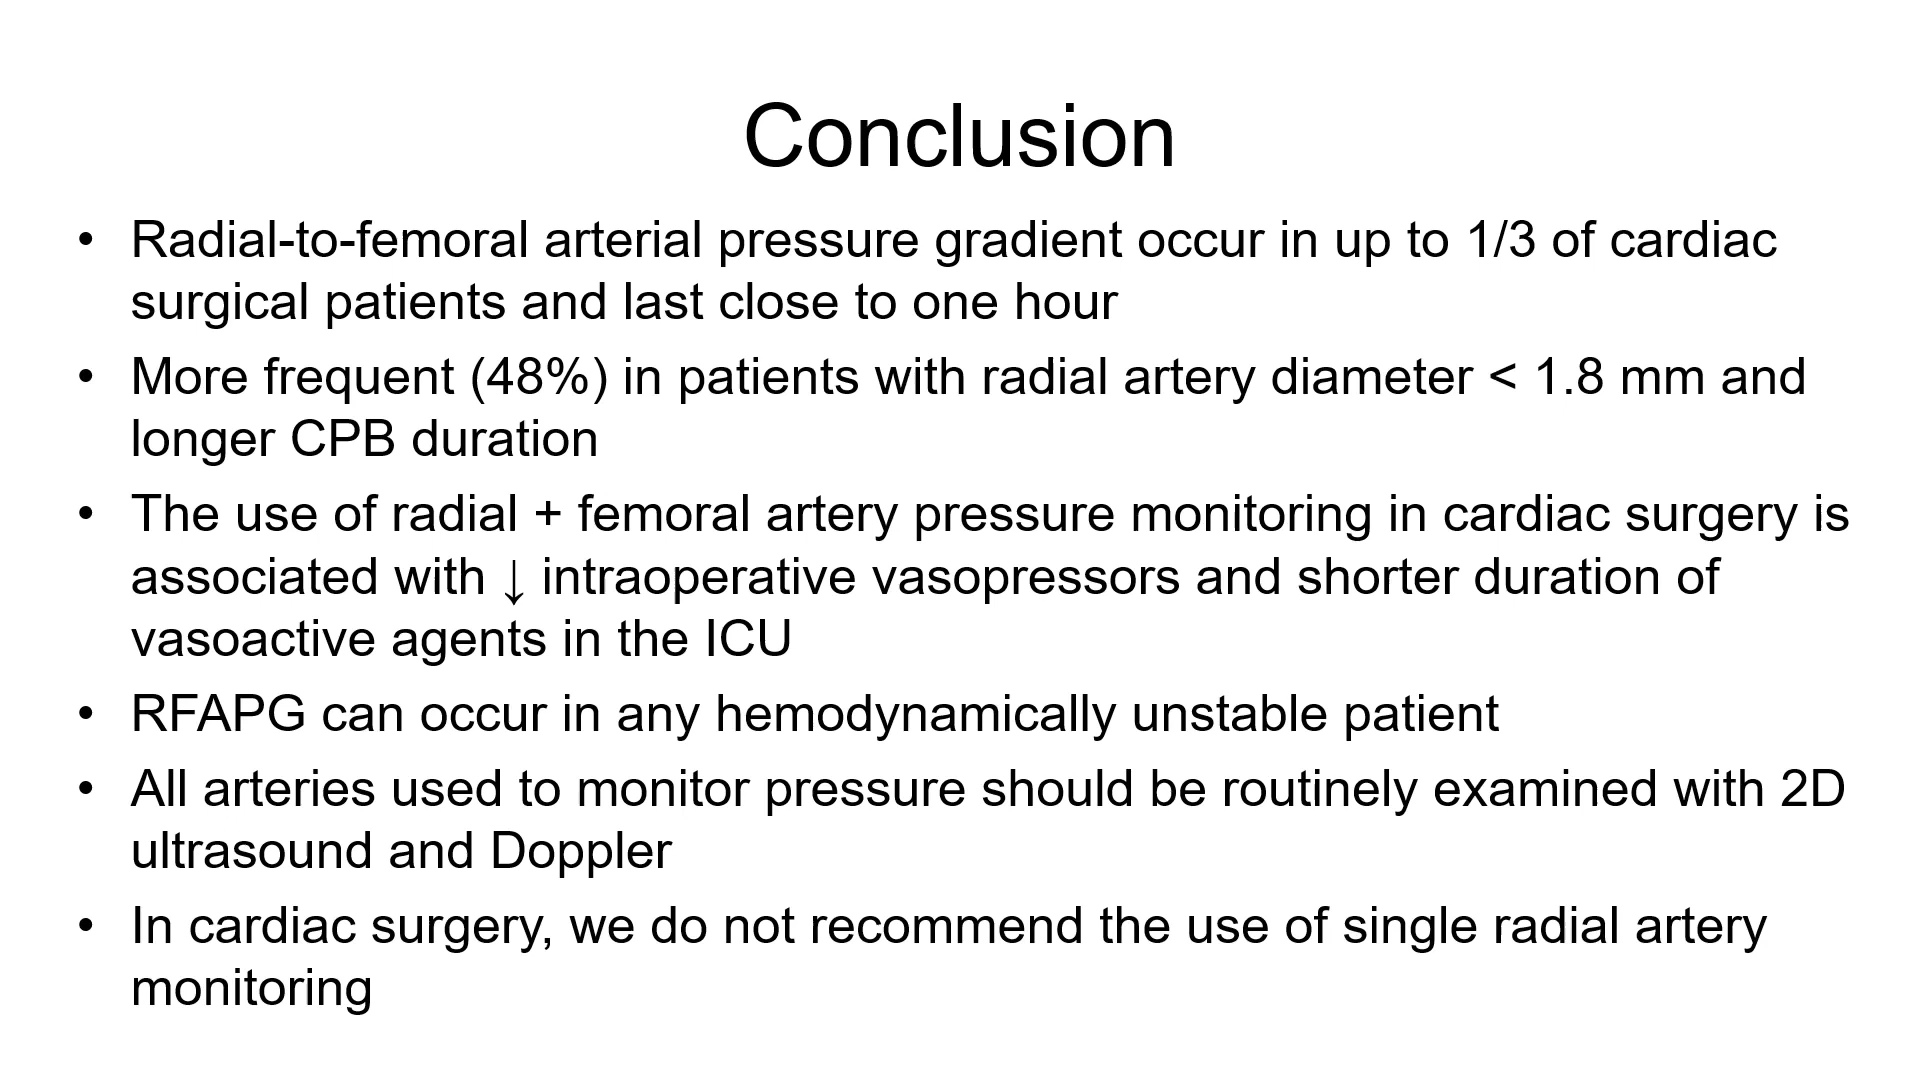 Conclusion
• Radial-to-femoral arterial pressure gradient occur in up to 1/3 of cardiac
surgical patients and last close to one hour
• More frequent (48%) in patients with radial artery diameter < 1.8 mm and
longer CPB duration
• The use of radial + femoral artery pressure monitoring in cardiac surgery is
associated with ↓ intraoperative vasopressors and shorter duration of
vasoactive agents in the ICU
• RFAPG can occur in any hemodynamically unstable patient
• All arteries used to monitor pressure should be routinely examined with 2D
ultrasound and Doppler
• In cardiac surgery, we do not recommend the use of single radial artery
monitoring